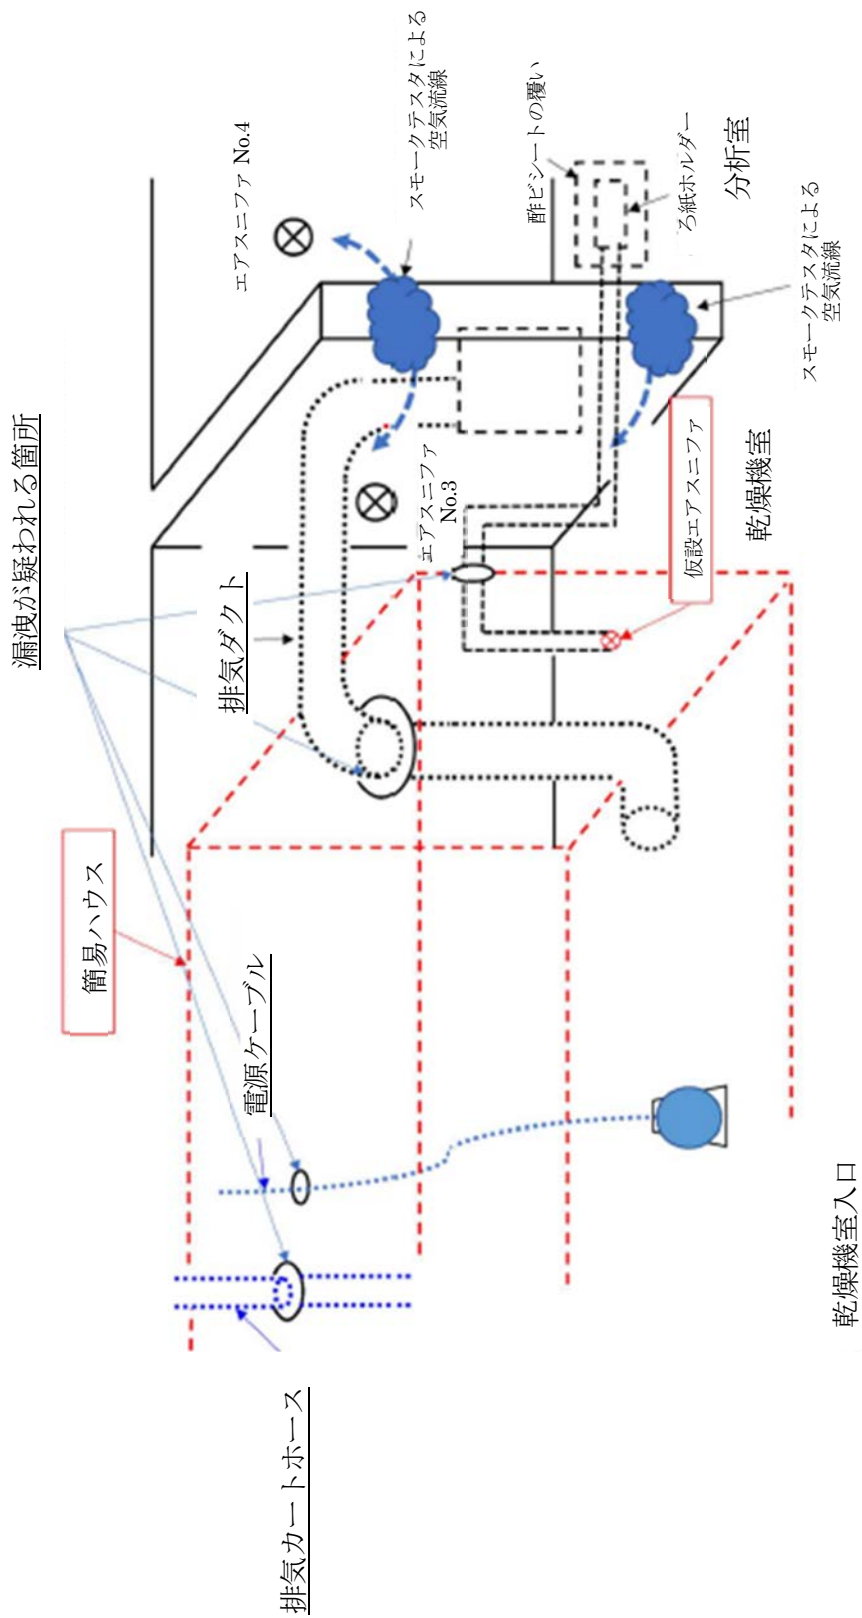 漏洩が疑われる箇所
簡易ハウス
排気ダクト
エアスニファ No.4
電源ケーブル
排気カートホース
スモークテスタによる
空気流線
エアスニファ
No.3
酢ビシートの覆い
ろ紙ホルダー
仮設エアスニファ
分析室
乾燥機室
スモークテスタによる
空気流線
乾燥機室入口